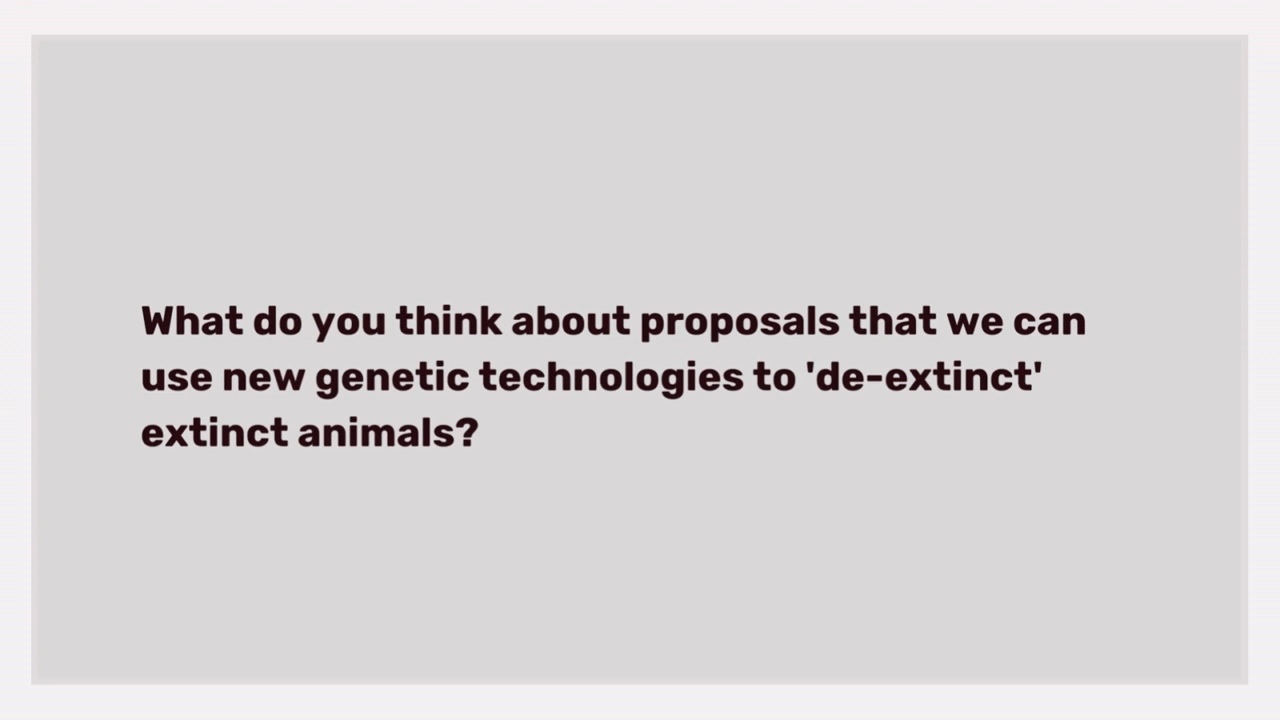 What do you think about proposals that we can
use new genetic technologies to 'de-extinct'
extinct animals?